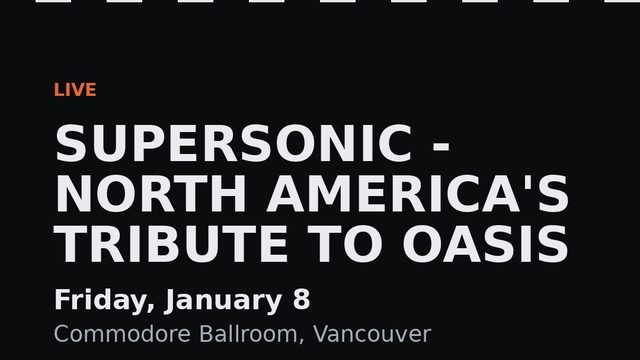 LIVE
SUPERSONIC -
NORTH AMERICA'S
TRIBUTE TO OASIS
Friday, January 8
Commodore Ballroom, Vancouver